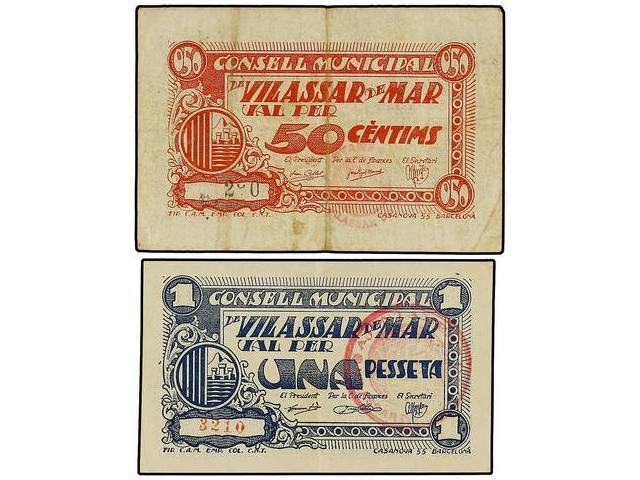 0'50 CONSELL MUNICIPAL 0'50
DE VILASSAR DE MAR
VAL PER
50 CÈNTIMS
El President Per la C. de finances El Secretari
0'50
TIP. C.A.M. EMP. COL. C.N.T. CASANOVA 55 BARCELONA
1 CONSELL MUNICIPAL 1
DE VILASSAR DE MAR
VAL PER
UNA PESSETA
El President Per la C. de finances El Secretari
3210 1
TIP. C.A.M. EMP. COL. C.N.T. CASANOVA 55 BARCELONA